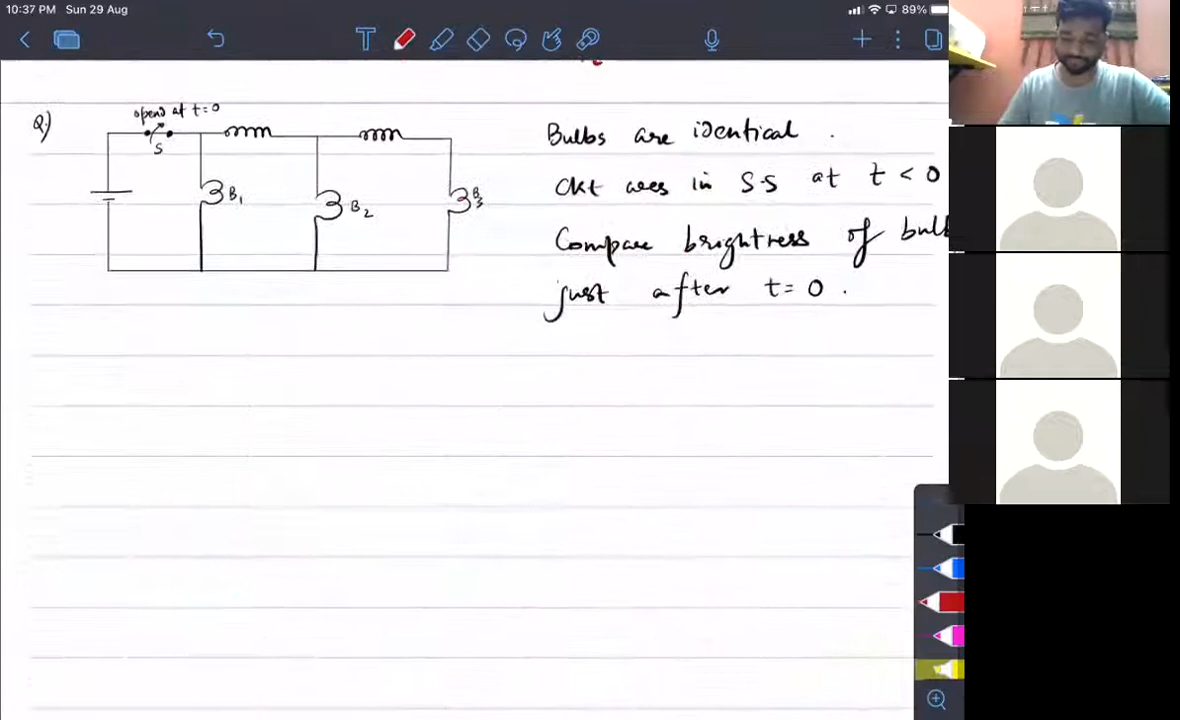 10:37 PM Sun 29 Aug
89%
T
Q)
open at t=0
S
B1
B2
B3
Bulbs are identical .
Ckt was in S.S at t < 0
Compare brightness of bulb
just after t=0 .